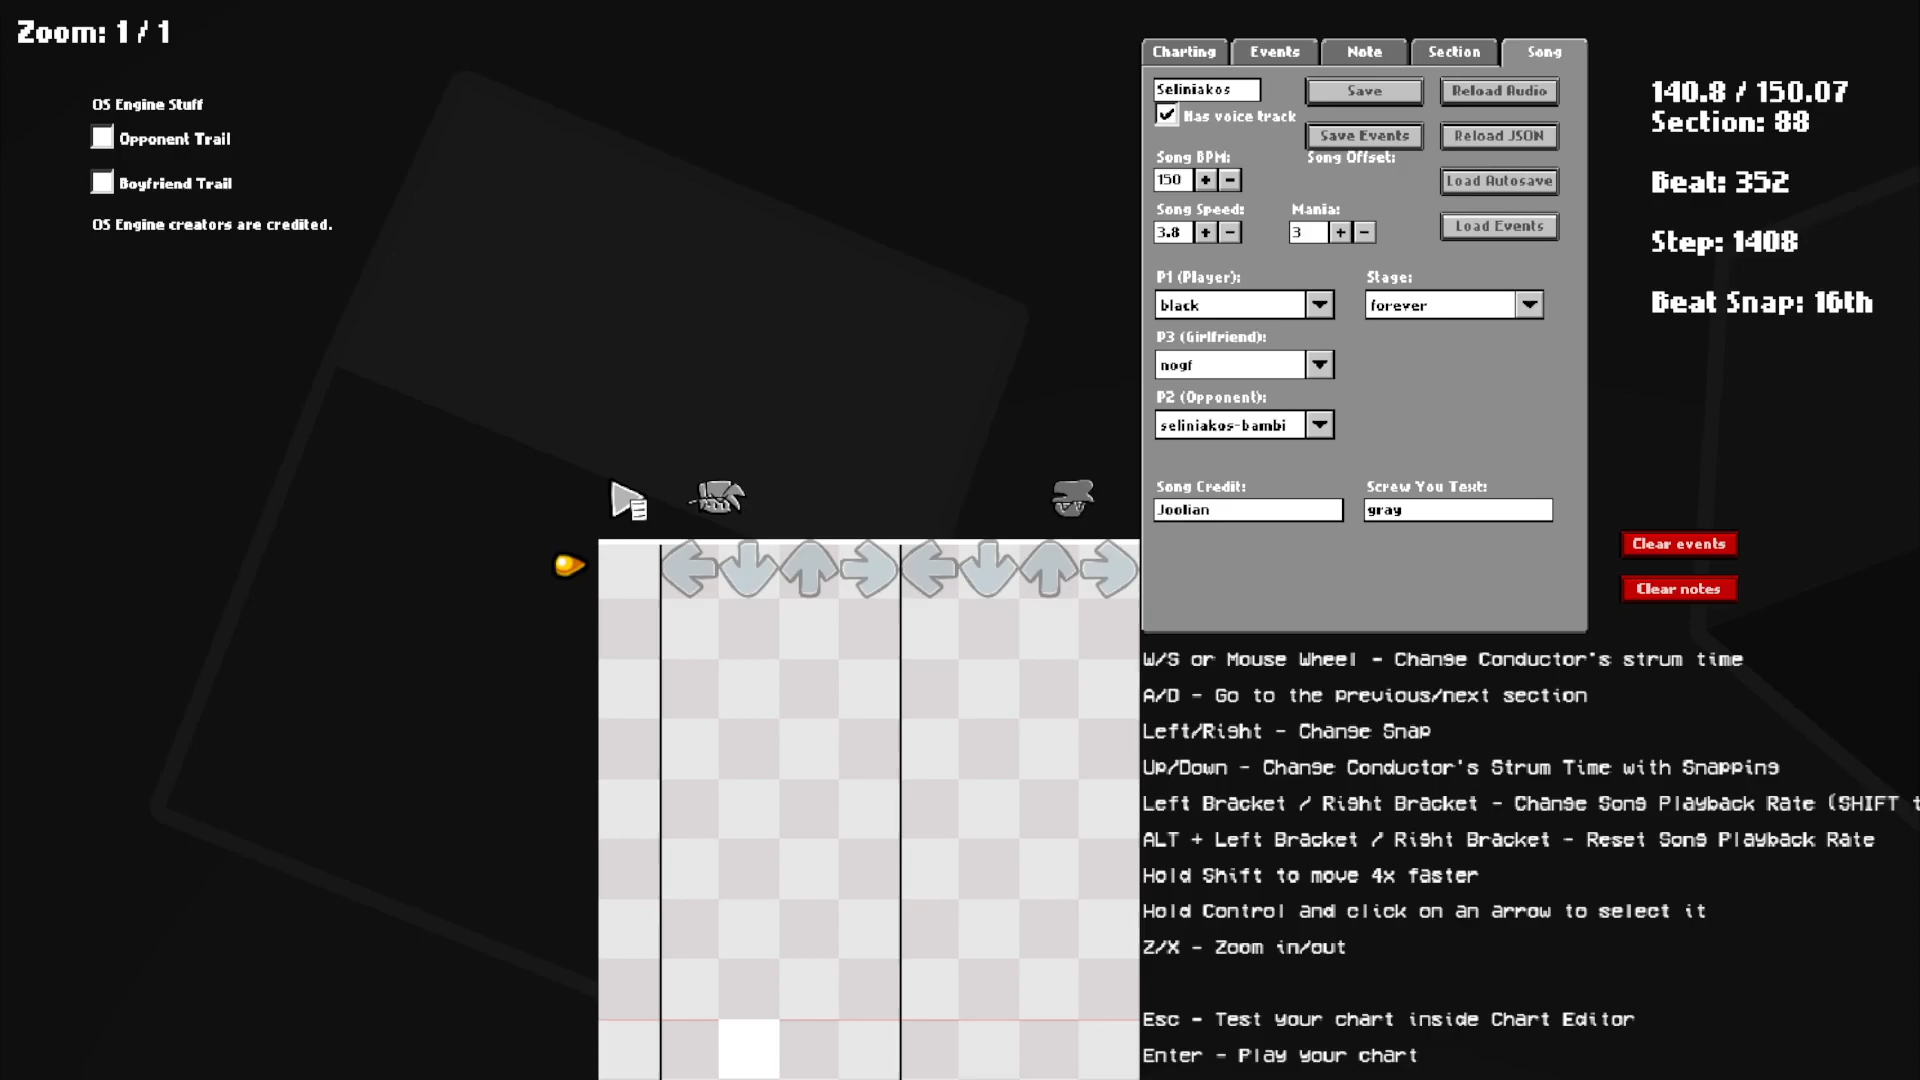 Zoom: 1 / 1
OS Engine Stuff
Opponent Trail
Boyfriend Trail
OS Engine creators are credited.
Charting
Events
Note
Section
Song
Seliniakos
Save
Reload Audio
Has voice track
Save Events
Reload JSON
Song BPM:
Song Offset:
150 + -
Load Autosave
Song Speed:
Mania:
3.8 + -
3 + -
Load Events
P1 (Player):
Stage:
black
forever
P3 (Girlfriend):
nogf
P2 (Opponent):
seliniakos-bambi
Song Credit:
Screw You Text:
Joolian
gray
140.8 / 150.07
Section: 88
Beat: 352
Step: 1408
Beat Snap: 16th
Clear events
Clear notes
W/S or Mouse Wheel - Change Conductor's strum time
A/D - Go to the previous/next section
Left/Right - Change Snap
Up/Down - Change Conductor's Strum Time with Snapping
Left Bracket / Right Bracket - Change Song Playback Rate (SHIFT t
ALT + Left Bracket / Right Bracket - Reset Song Playback Rate
Hold Shift to move 4x faster
Hold Control and click on an arrow to select it
Z/X - Zoom in/out
Esc - Test your chart inside Chart Editor
Enter - Play your chart